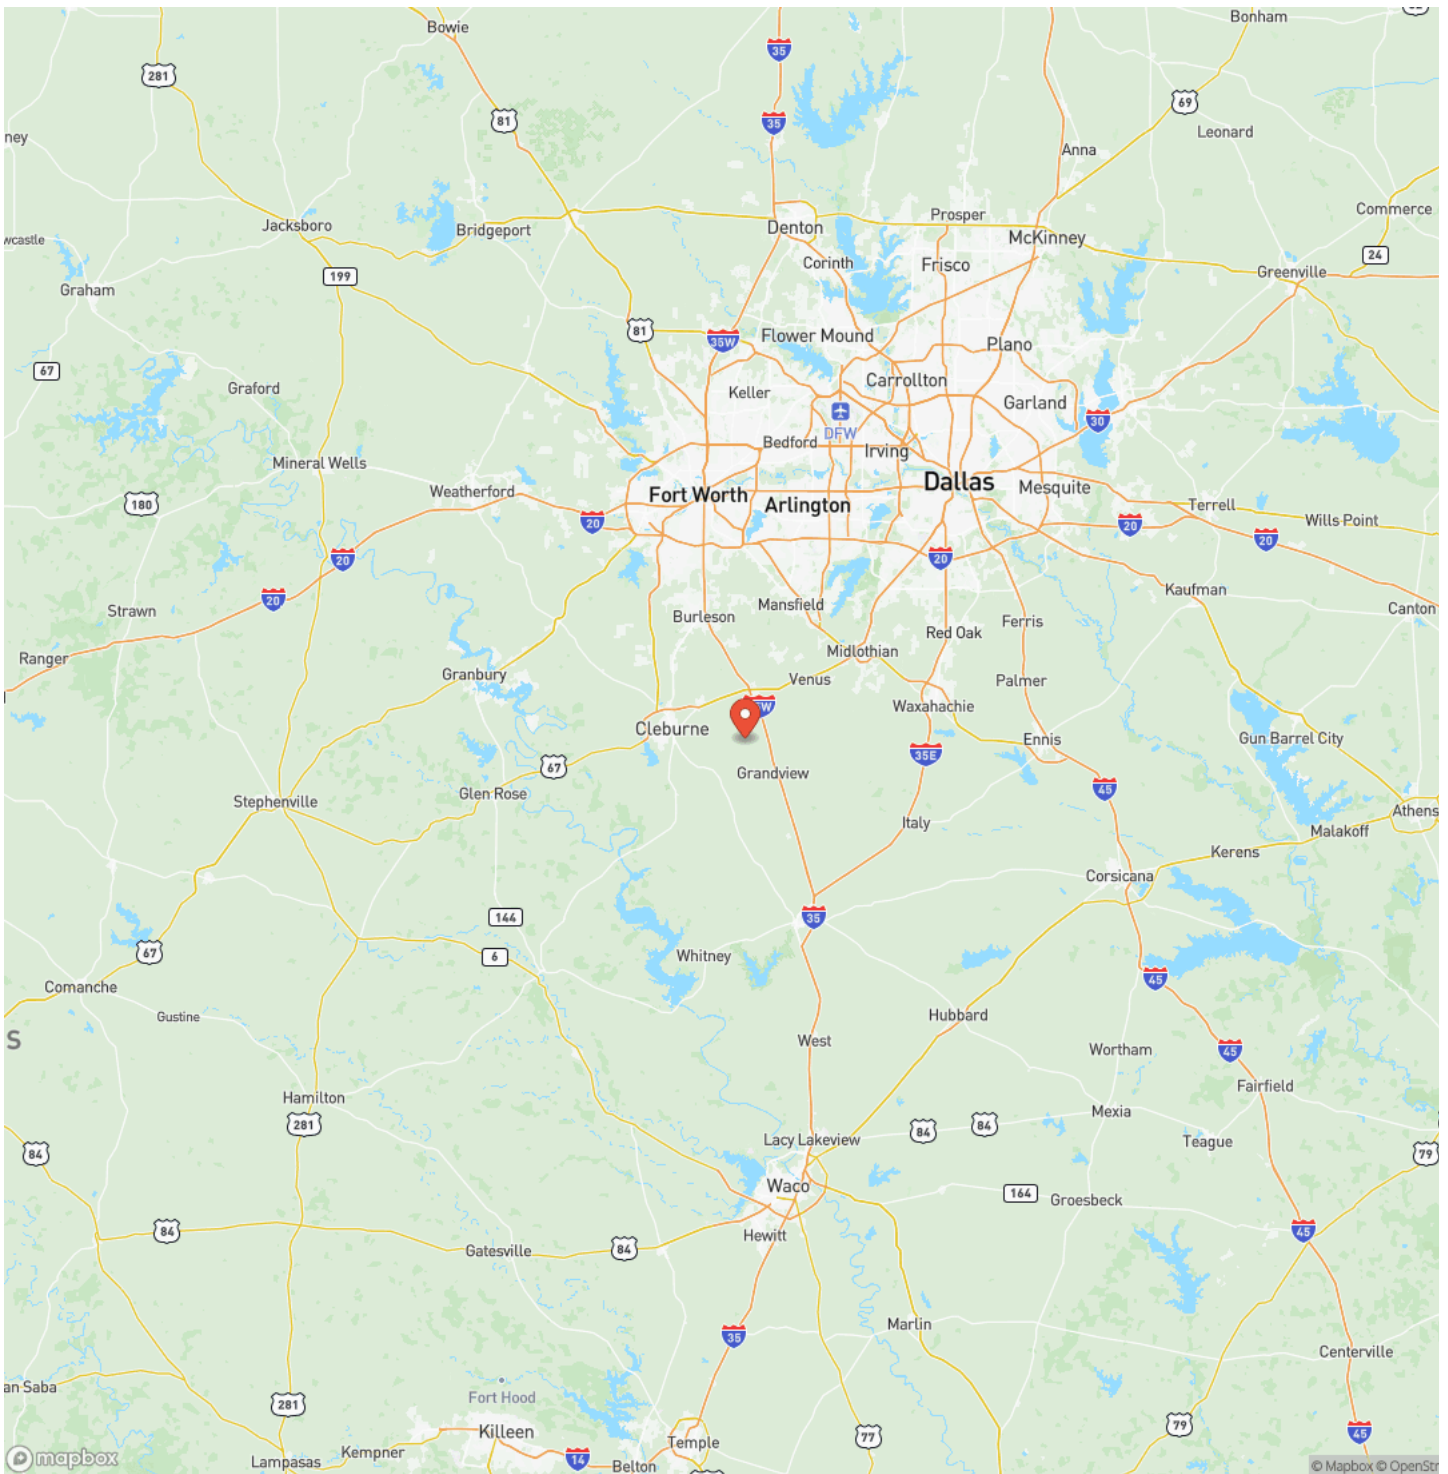 Bowie
Bonham
35
281
69
81
35
Leonard
ney
Anna
Commerce
Prosper
Jacksboro
Denton
Bridgeport
McKinney
wcastle
24
Corinth
Frisco
Greenville
199
Graham
81
Flower Mound
35W
Plano
67
Carrollton
Graford
Keller
Garland
DFW
30
Bedford
Irving
Mineral Wells
Dallas
Weatherford
Fort Worth
Mesquite
180
Arlington
Terrell
20
20
Wills Point
20
20
20
20
Kaufman
Strawn
Mansfield
Canton
Burleson
Ferris
Red Oak
Midlothian
Ranger
Granbury
Venus
Palmer
Waxahachie
W
Cleburne
Gun Barrel City
Ennis
35E
67
Grandview
45
Glen Rose
Stephenville
Athens
Italy
Malakoff
Kerens
Corsicana
144
35
67
6
Whitney
45
Comanche
Hubbard
Gustine
S
West
Wortham
45
Fairfield
Hamilton
Mexia
281
84
84
Lacy Lakeview
Teague
84
79
Waco
164
Groesbeck
84
Hewitt
45
Gatesville
84
Marlin
35
Centerville
an Saba
Fort Hood
281
79
Killeen
77
45
Temple
Kempner
mapbox
14
Lampasas
Belton
© Mapbox © OpenStr